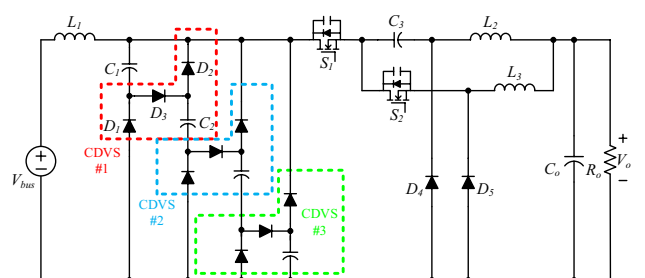 L1
S1
C3
L2
C1
D2
L3
D3
S2
D1
C2
CDVS
#1
Vbus
CDVS
#2
D4
D5
Co
Ro
+
Vo
−
CDVS
#3